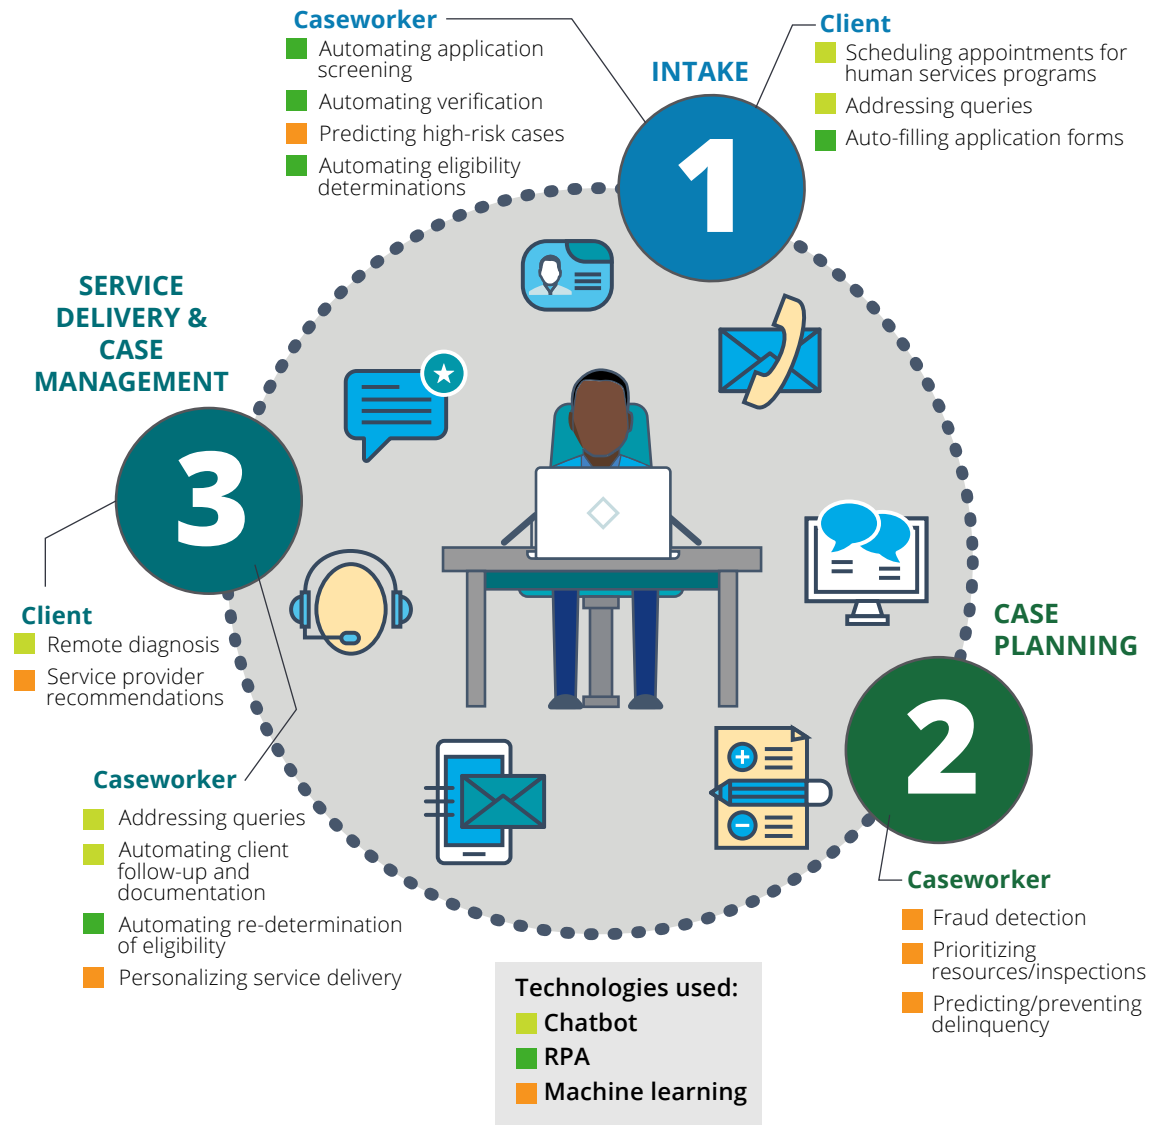 Caseworker
Automating application
screening
Automating verification
Predicting high-risk cases
Automating eligibility
determinations
INTAKE
1
Client
Scheduling appointments for
human services programs
Addressing queries
Auto-filling application forms
SERVICE
DELIVERY &
CASE
MANAGEMENT
3
Client
Remote diagnosis
Service provider
recommendations
Caseworker
Addressing queries
Automating client
follow-up and
documentation
Automating re-determination
of eligibility
Personalizing service delivery
CASE
PLANNING
2
Caseworker
Fraud detection
Prioritizing
resources/inspections
Predicting/preventing
delinquency
Technologies used:
Chatbot
RPA
Machine learning